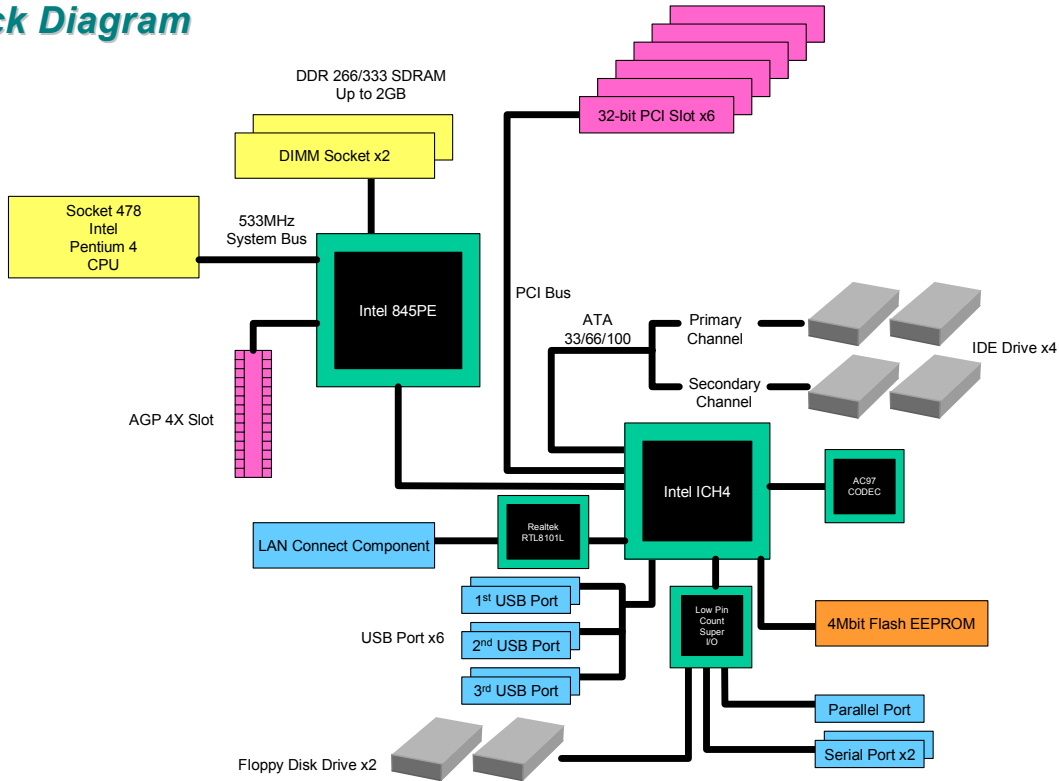 ck Diagram
DDR 266/333 SDRAM
Up to 2GB
32-bit PCI Slot x6
DIMM Socket x2
Socket 478
Intel
Pentium 4
CPU
533MHz
System Bus
Intel 845PE
PCI Bus
ATA
33/66/100
Primary
Channel
IDE Drive x4
Secondary
Channel
AGP 4X Slot
Intel ICH4
AC97
CODEC
Realtek
RTL8101L
LAN Connect Component
1st USB Port
USB Port x6
2nd USB Port
3rd USB Port
Low Pin
Count
Super
I/O
4Mbit Flash EEPROM
Parallel Port
Serial Port x2
Floppy Disk Drive x2